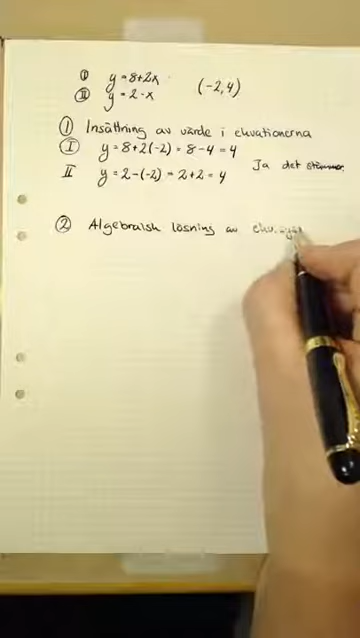 Ⓘ y = 8+2x (-2,4)
Ⓘⓘ y = 2-x
① Insättning av värde i ekvationerna
Ⓘ y = 8+2(-2) = 8-4 = 4
II y = 2-(-2) = 2+2 = 4 Ja det stämmer
② Algebraisk lösning av